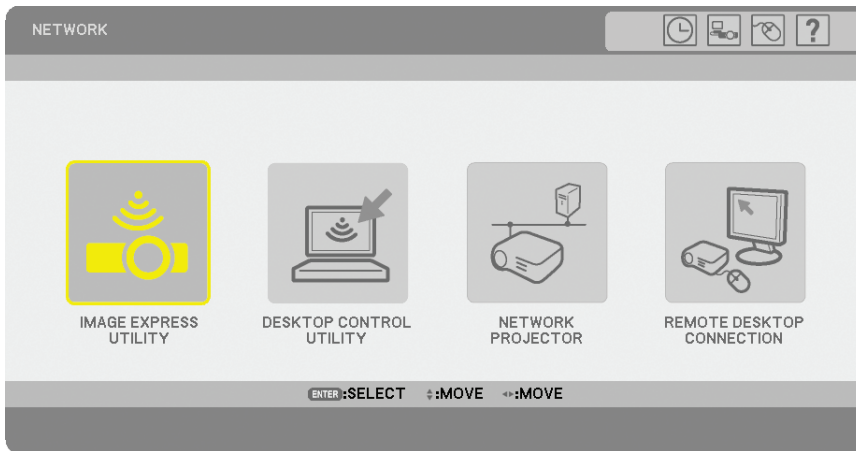 NETWORK
?
IMAGE EXPRESS
UTILITY
DESKTOP CONTROL
UTILITY
NETWORK
PROJECTOR
REMOTE DESKTOP
CONNECTION
ENTER:SELECT :MOVE :MOVE